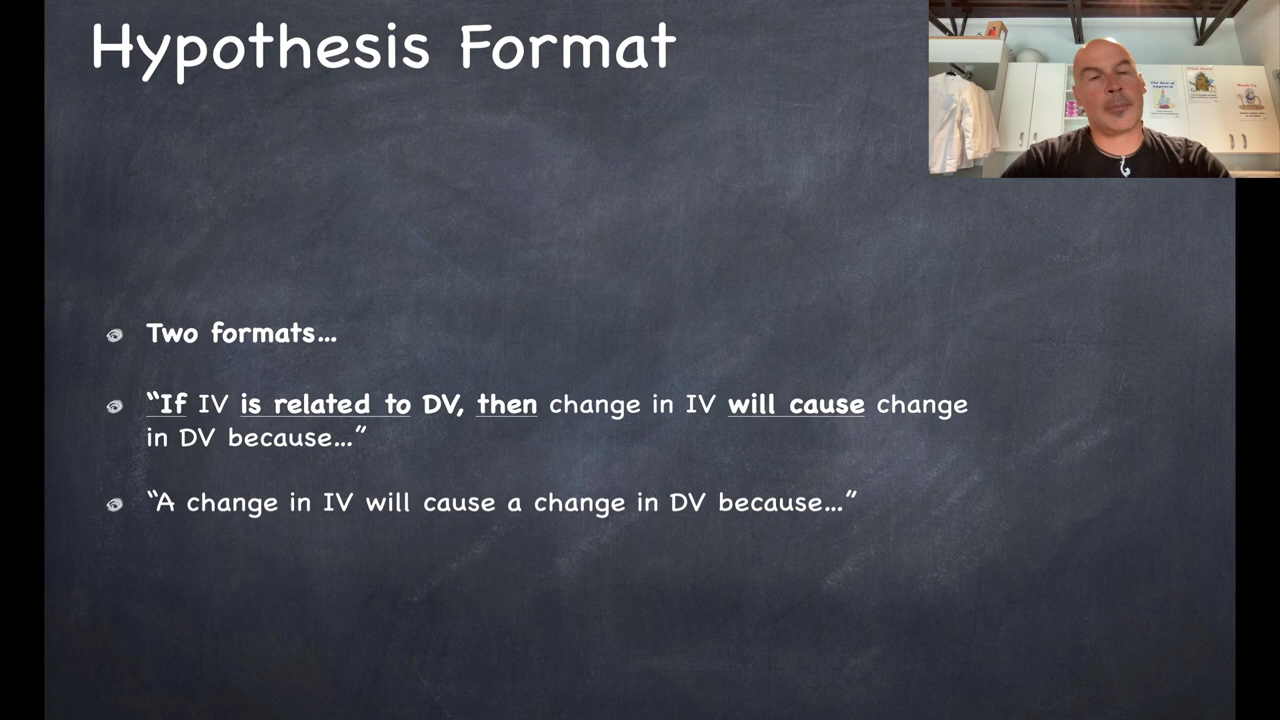 Hypothesis Format
Two formats…
“If IV is related to DV, then change in IV will cause change
in DV because…”
“A change in IV will cause a change in DV because…”